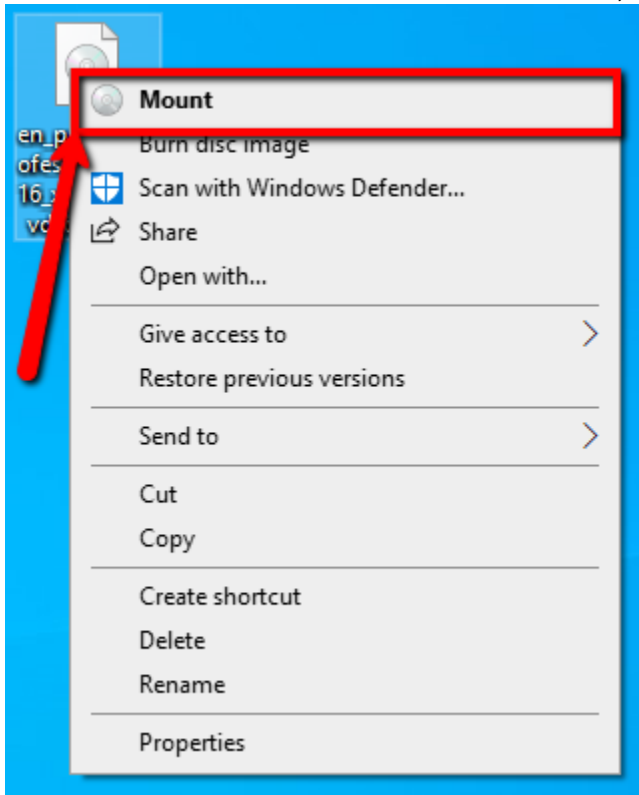 Mount
Burn disc image
Scan with Windows Defender...
Share
Open with...
Give access to
Restore previous versions
Send to
Cut
Copy
Create shortcut
Delete
Rename
Properties